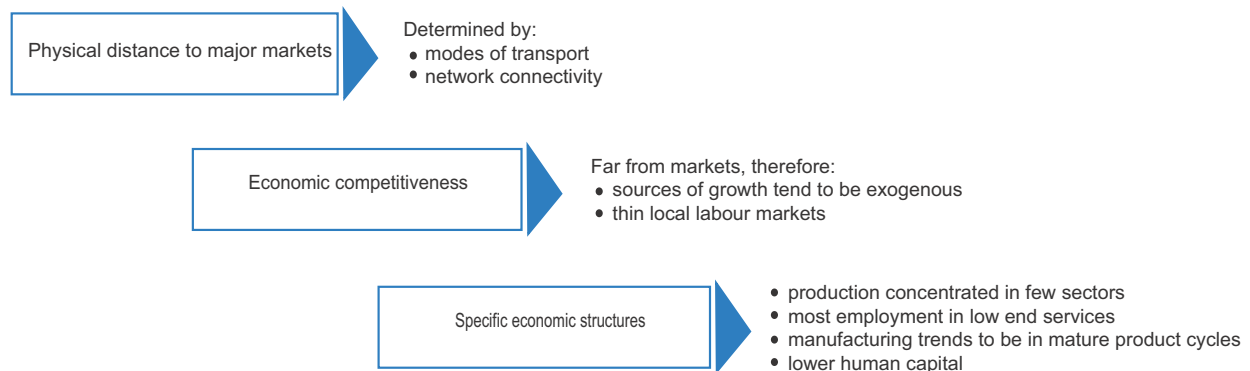 Physical distance to major markets
Determined by:
• modes of transport
• network connectivity
Economic competitiveness
Far from markets, therefore:
• sources of growth tend to be exogenous
• thin local labour markets
Specific economic structures
• production concentrated in few sectors
• most employment in low end services
• manufacturing trends to be in mature product cycles
• lower human capital